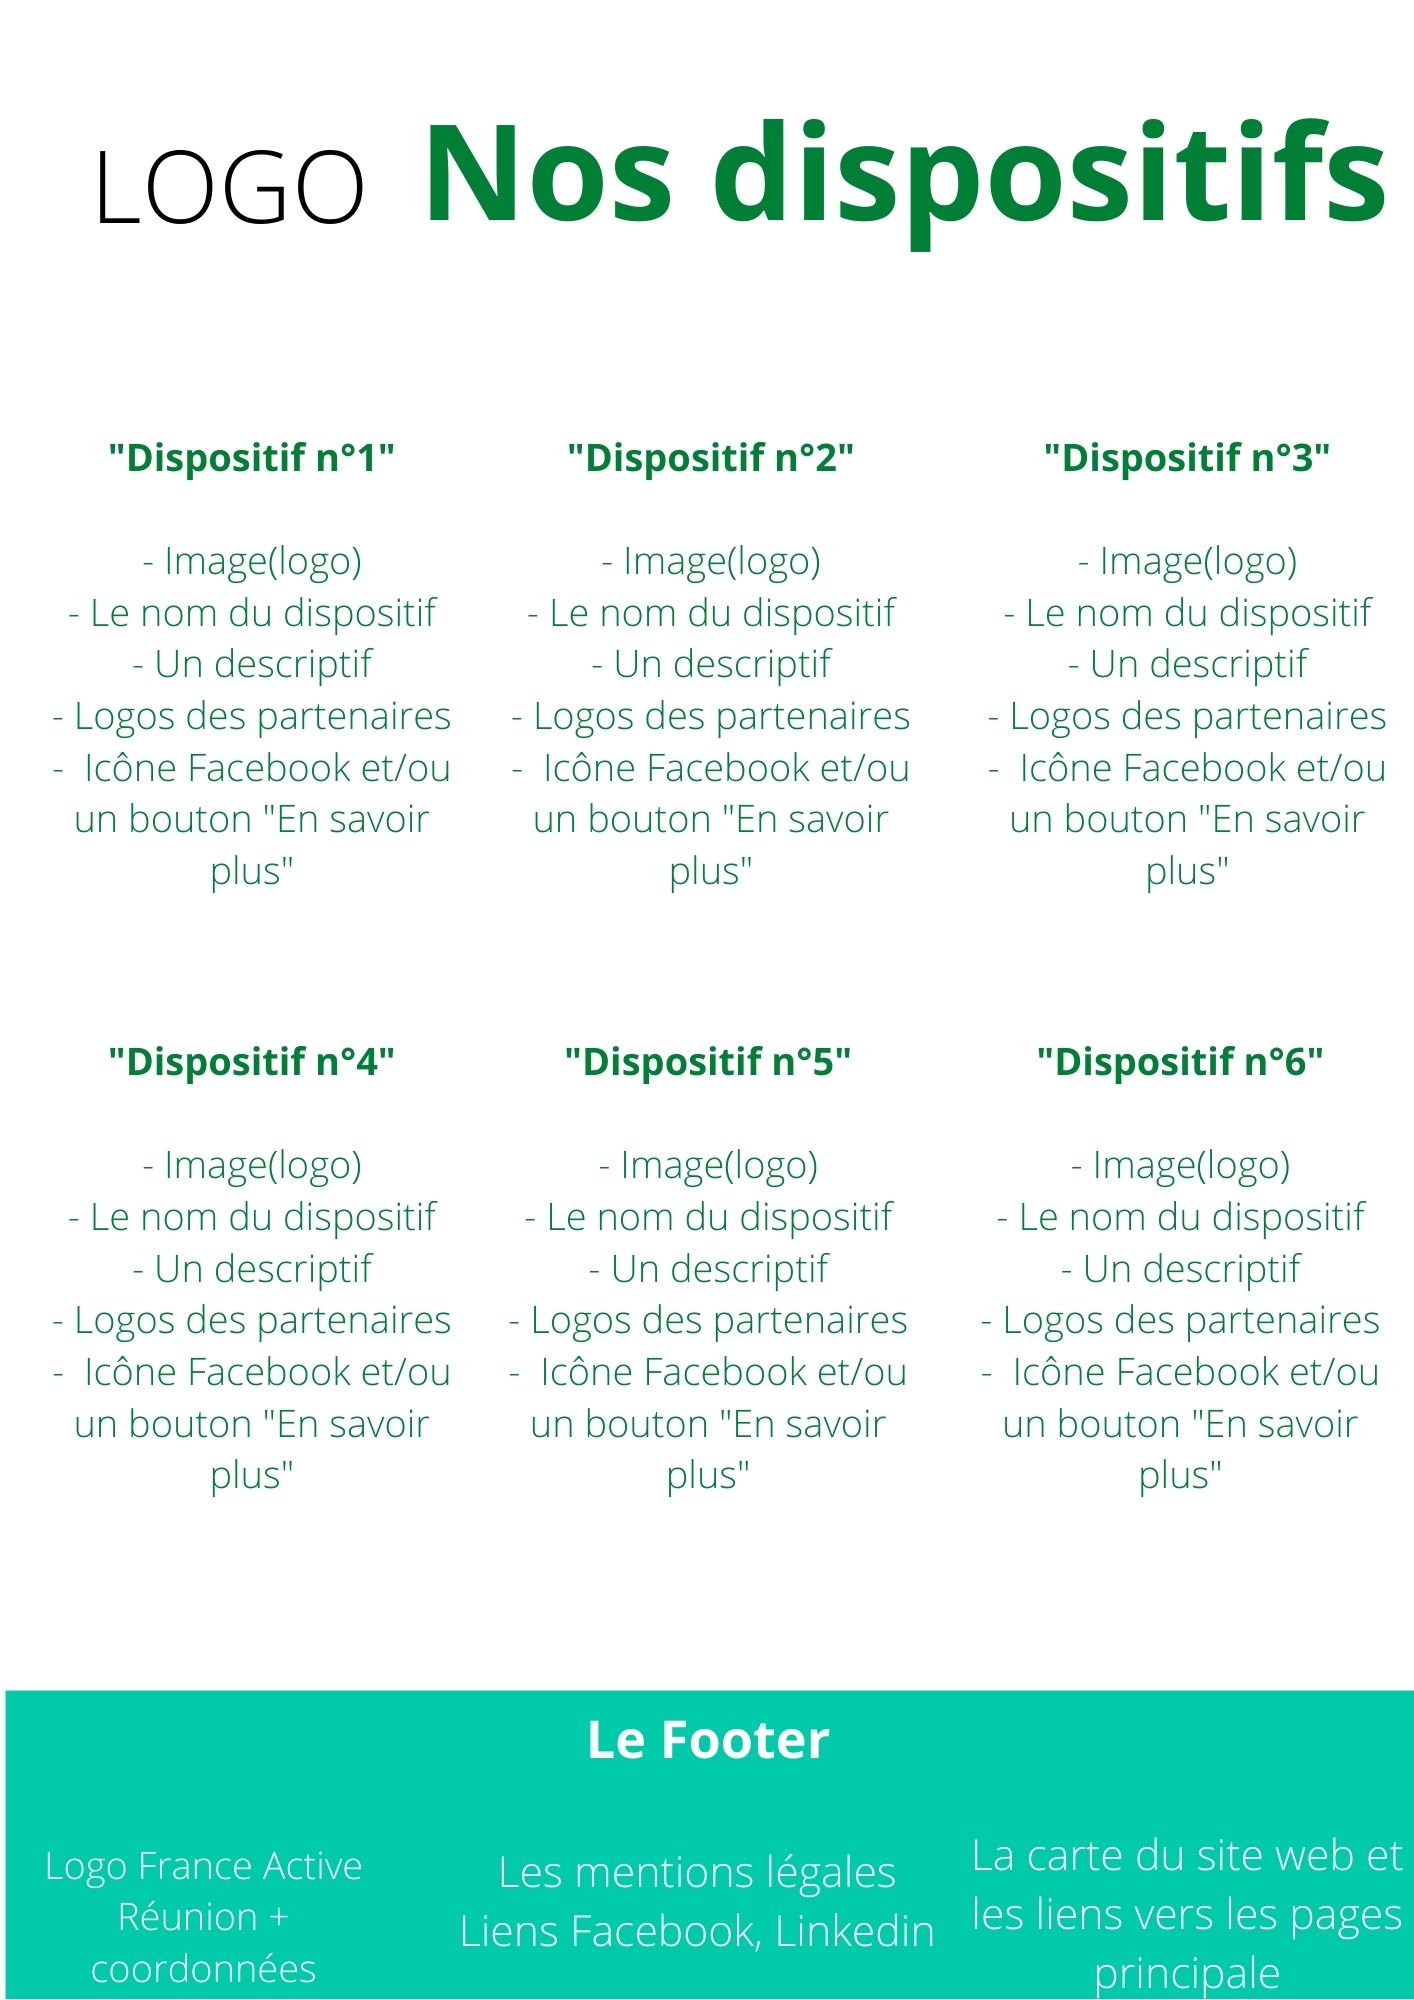 LOGO Nos dispositifs
"Dispositif n°1"
- Image(logo)
- Le nom du dispositif
- Un descriptif
- Logos des partenaires
- Icône Facebook et/ou
un bouton "En savoir
plus"
"Dispositif n°2"
- Image(logo)
- Le nom du dispositif
- Un descriptif
- Logos des partenaires
- Icône Facebook et/ou
un bouton "En savoir
plus"
"Dispositif n°3"
- Image(logo)
- Le nom du dispositif
- Un descriptif
- Logos des partenaires
- Icône Facebook et/ou
un bouton "En savoir
plus"
"Dispositif n°4"
- Image(logo)
- Le nom du dispositif
- Un descriptif
- Logos des partenaires
- Icône Facebook et/ou
un bouton "En savoir
plus"
"Dispositif n°5"
- Image(logo)
- Le nom du dispositif
- Un descriptif
- Logos des partenaires
- Icône Facebook et/ou
un bouton "En savoir
plus"
"Dispositif n°6"
- Image(logo)
- Le nom du dispositif
- Un descriptif
- Logos des partenaires
- Icône Facebook et/ou
un bouton "En savoir
plus"
Le Footer
Logo France Active
Réunion +
coordonnées
Les mentions légales
Liens Facebook, Linkedin
La carte du site web et
les liens vers les pages
principale